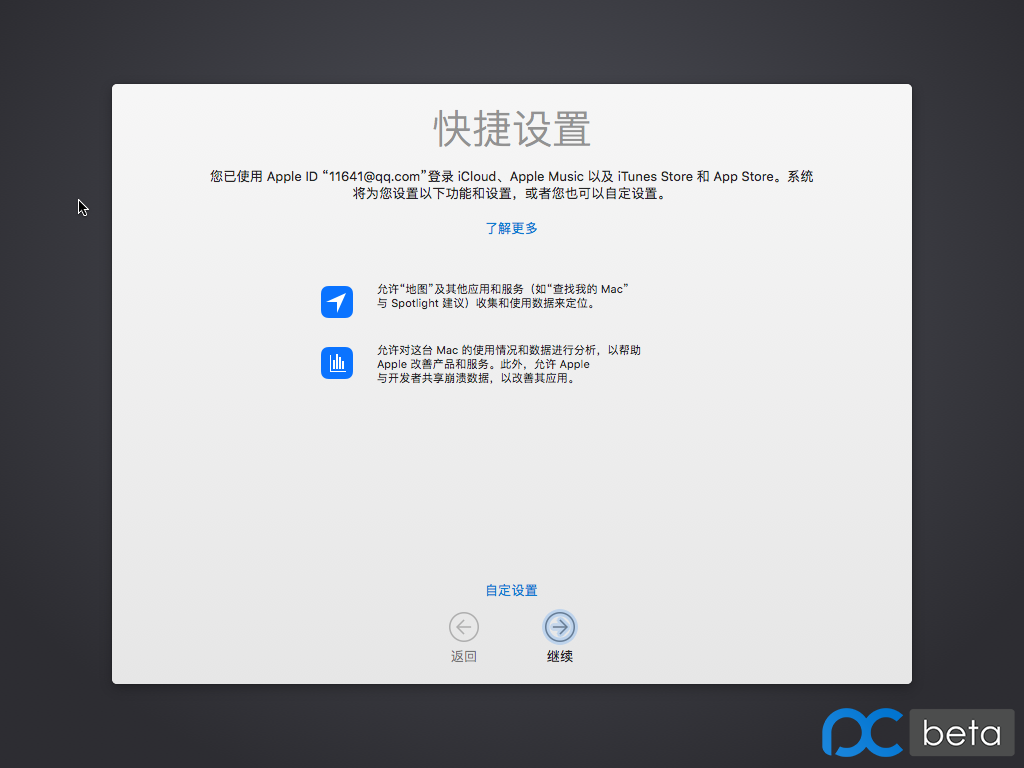 快捷设置
您已使用 Apple ID “11641@qq.com”登录 iCloud、Apple Music 以及 iTunes Store 和 App Store。系统
将为您设置以下功能和设置，或者您也可以自定设置。
了解更多
允许“地图”及其他应用和服务（如“查找我的 Mac”
与 Spotlight 建议）收集和使用数据来定位。
允许对这台 Mac 的使用情况和数据进行分析，以帮助
Apple 改善产品和服务。此外，允许 Apple
与开发者共享崩溃数据，以改善其应用。
自定设置
返回
继续
pc beta